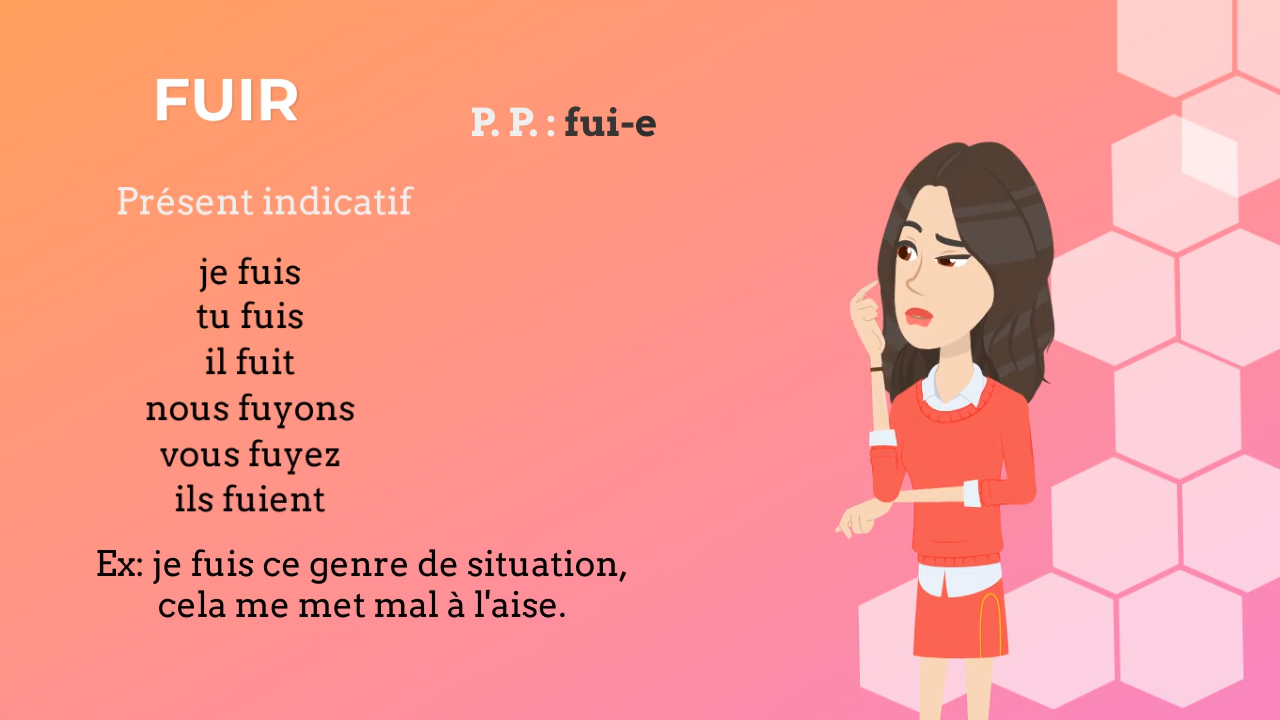 FUIR
P. P. : fui-e
Présent indicatif
je fuis
tu fuis
il fuit
nous fuyons
vous fuyez
ils fuient
Ex: je fuis ce genre de situation,
cela me met mal à l'aise.